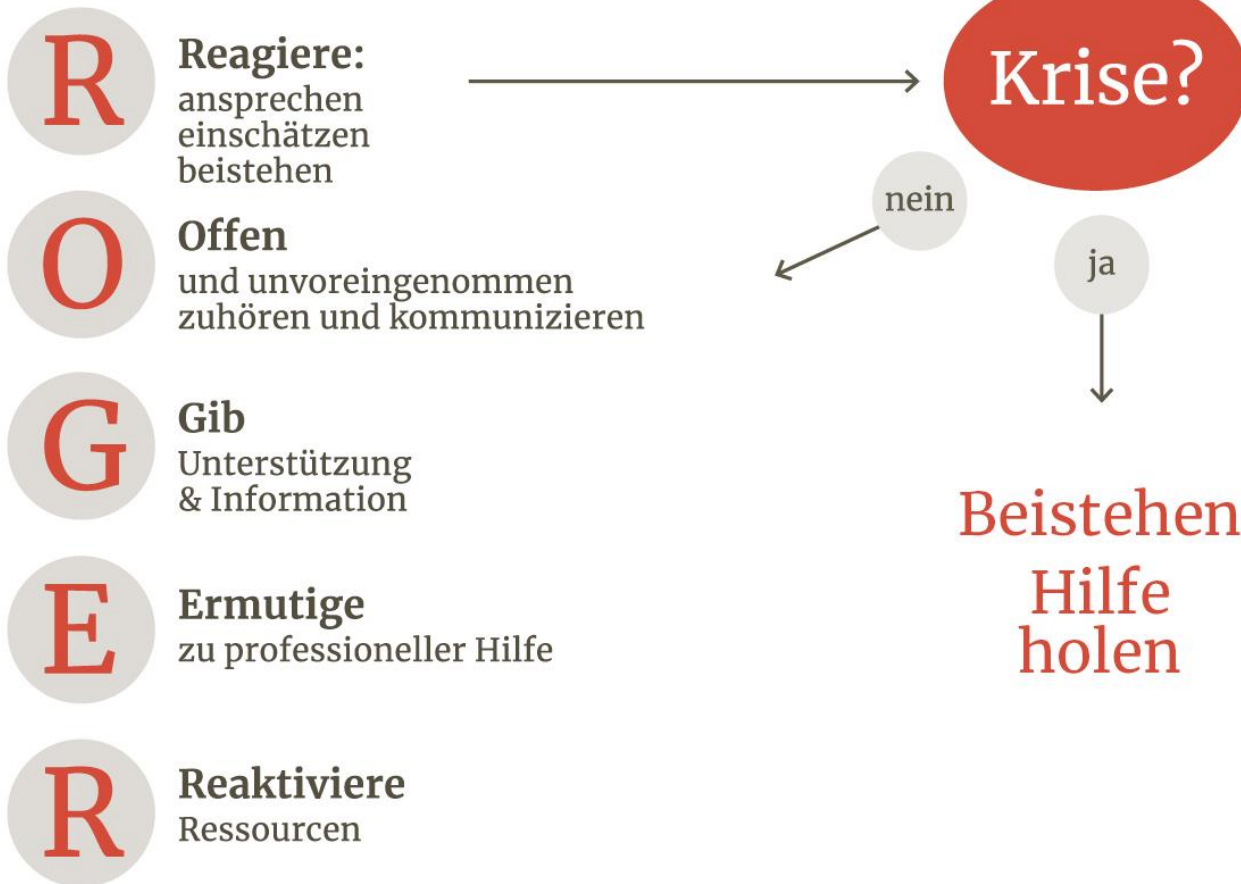 R
Reagiere:
ansprechen
einschätzen
beistehen
Krise?
nein
ja
O
Offen
und unvoreingenommen
zuhören und kommunizieren
G
Gib
Unterstützung
& Information
Beistehen
Hilfe
holen
E
Ermutige
zu professioneller Hilfe
R
Reaktiviere
Ressourcen